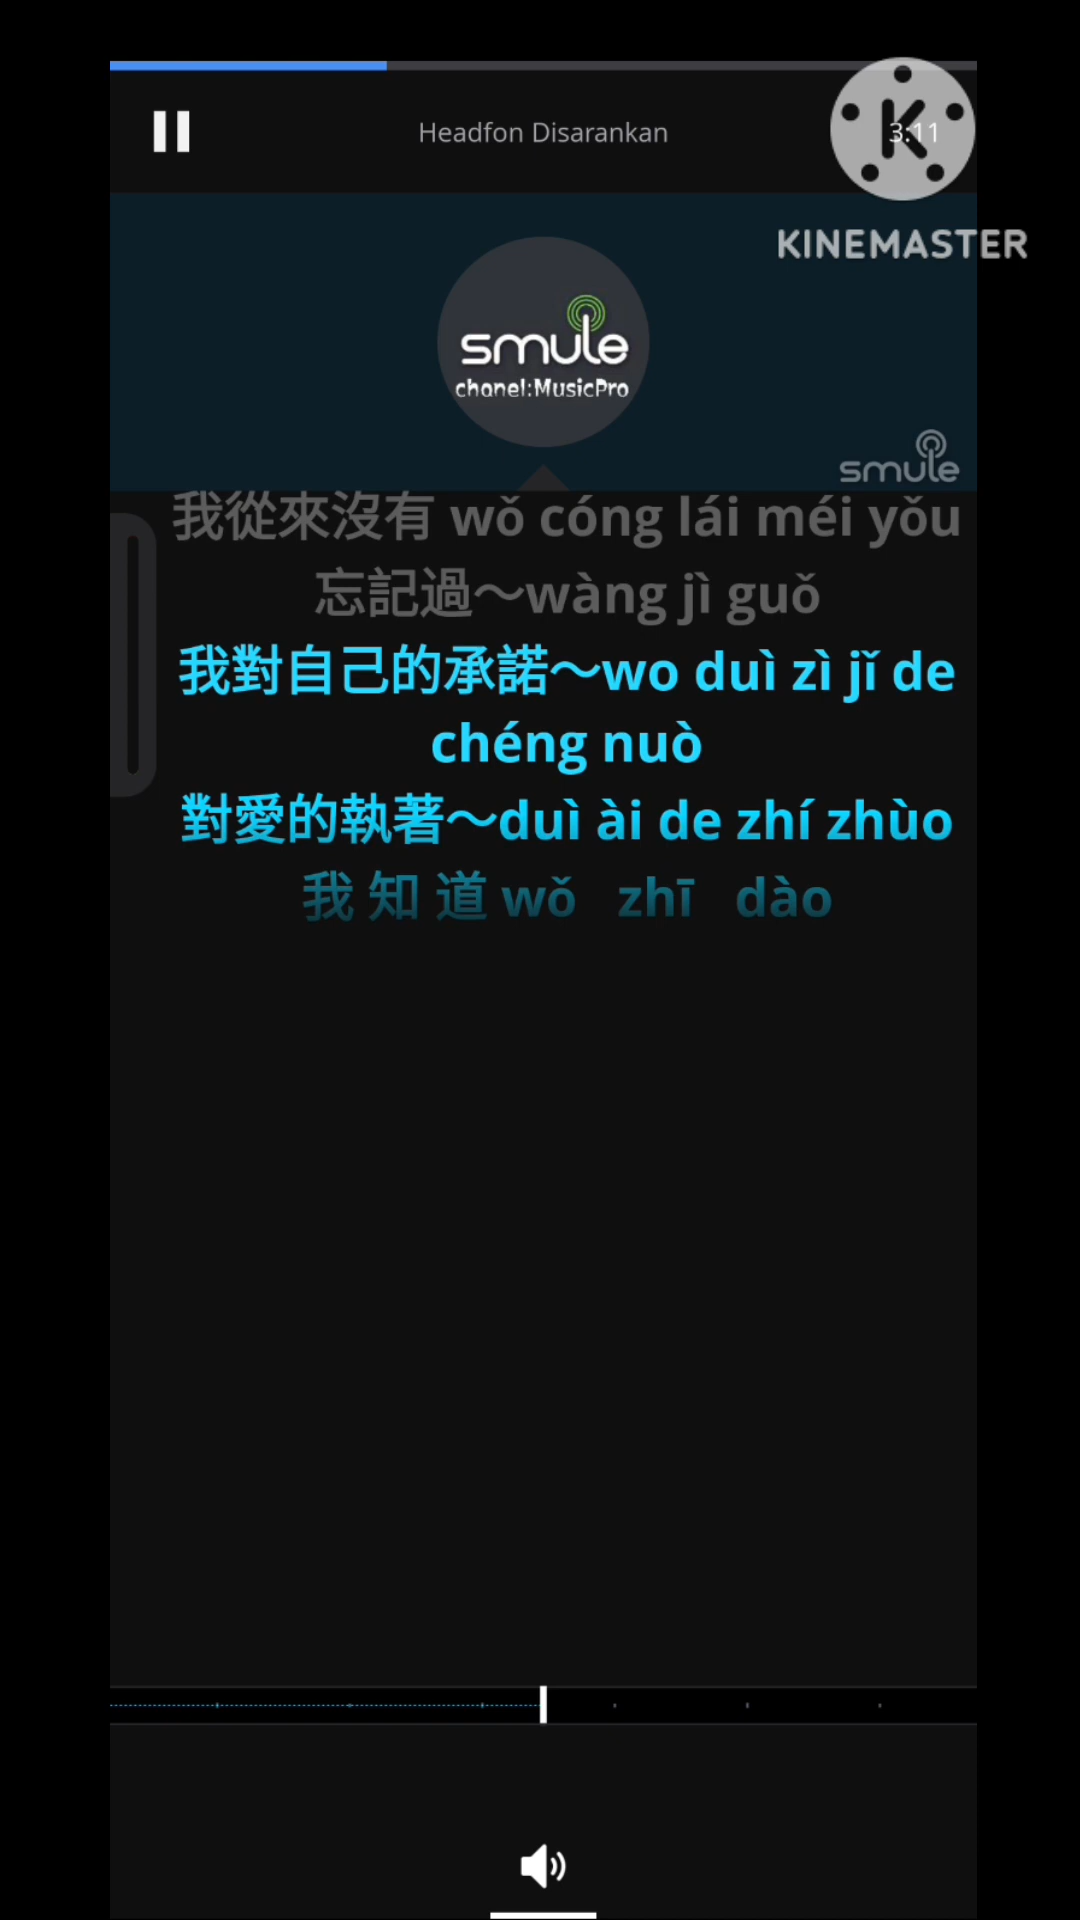 Headfon Disarankan
3:11
K
KINEMASTER
smule
chanel:MusicPro
smule
我從來沒有 wǒ cóng lái méi yǒu
忘記過～wàng jì guǒ
我對自己的承諾～wo duì zì jǐ de
chéng nuò
對愛的執著～duì ài de zhí zhùo
我 知 道 wǒ zhī dào